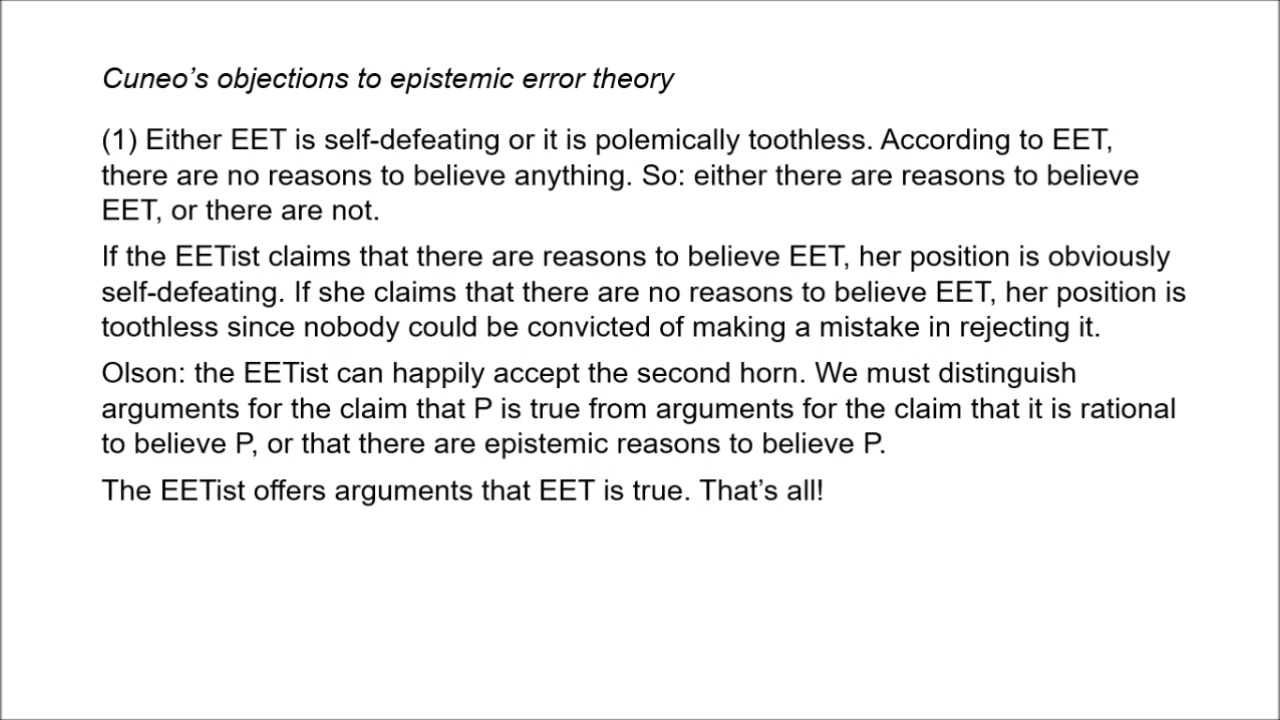 Cuneo’s objections to epistemic error theory
(1) Either EET is self-defeating or it is polemically toothless. According to EET,
there are no reasons to believe anything. So: either there are reasons to believe
EET, or there are not.
If the EETist claims that there are reasons to believe EET, her position is obviously
self-defeating. If she claims that there are no reasons to believe EET, her position is
toothless since nobody could be convicted of making a mistake in rejecting it.
Olson: the EETist can happily accept the second horn. We must distinguish
arguments for the claim that P is true from arguments for the claim that it is rational
to believe P, or that there are epistemic reasons to believe P.
The EETist offers arguments that EET is true. That’s all!